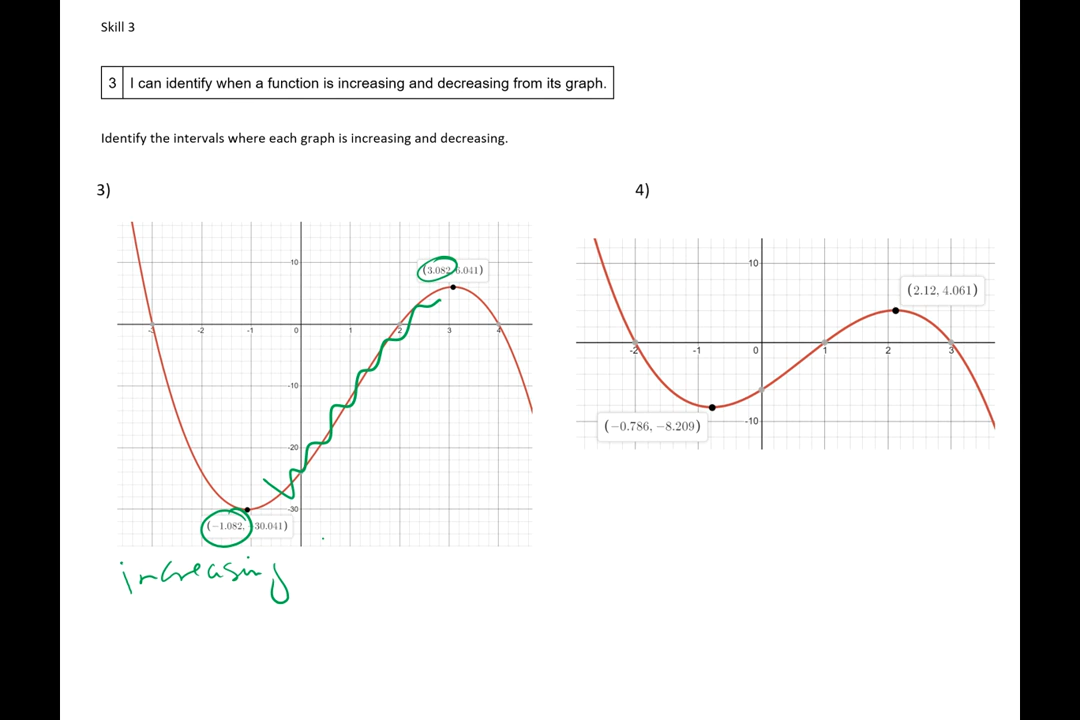 Skill 3
3 I can identify when a function is increasing and decreasing from its graph.
Identify the intervals where each graph is increasing and decreasing.
3)
10
(3.082, 6.041)
-3 -2 -1 0 1 2 3 4
-10
-20
-30
(−1.082, −30.041)
increasing
4)
10
(2.12, 4.061)
-2 -1 0 1 2 3
(−0.786, −8.209)
-10